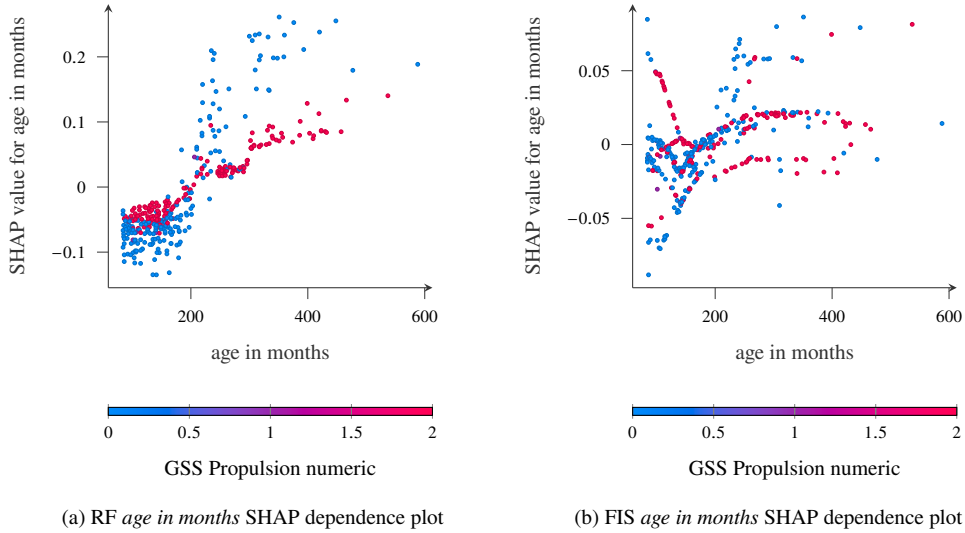 SHAP value for age in months
0.2
0.1
0
−0.1
200
400
600
age in months
0
0.5
1
1.5
2
GSS Propulsion numeric
(a) RF age in months SHAP dependence plot
SHAP value for age in months
0.05
0
−0.05
200
400
600
age in months
0
0.5
1
1.5
2
GSS Propulsion numeric
(b) FIS age in months SHAP dependence plot